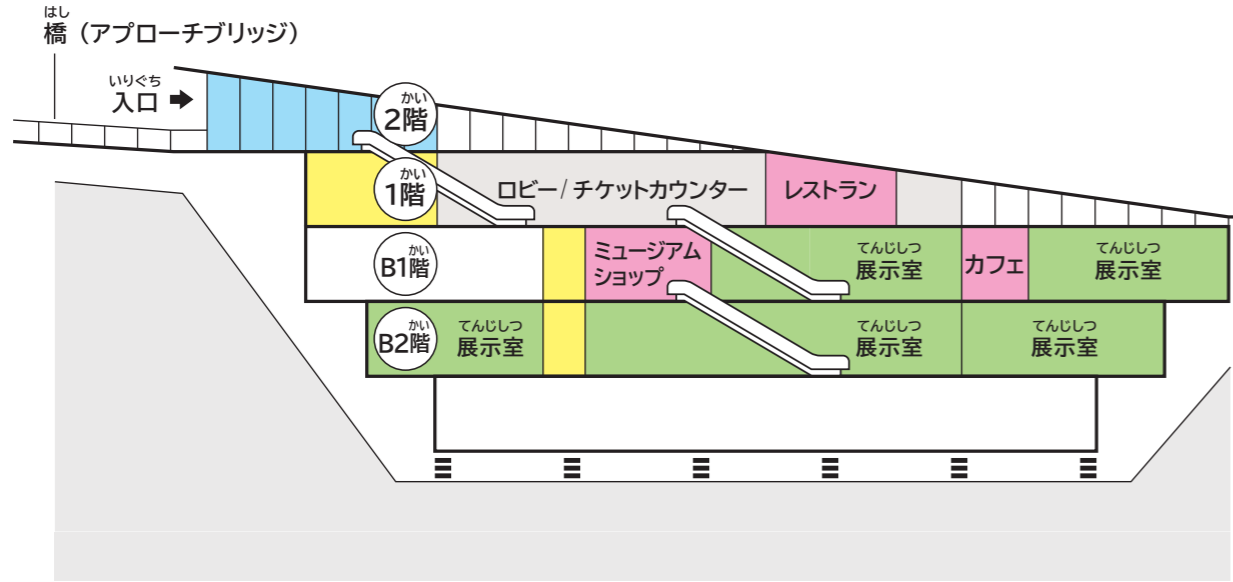 はし
橋（アプローチブリッジ）
いりぐち
入口
かい
2階
かい
1階
ロビー/チケットカウンター
レストラン
かい
B1階
ミュージアム
ショップ
てんじしつ
展示室
カフェ
てんじしつ
展示室
かい
B2階
てんじしつ
展示室
てんじしつ
展示室
てんじしつ
展示室